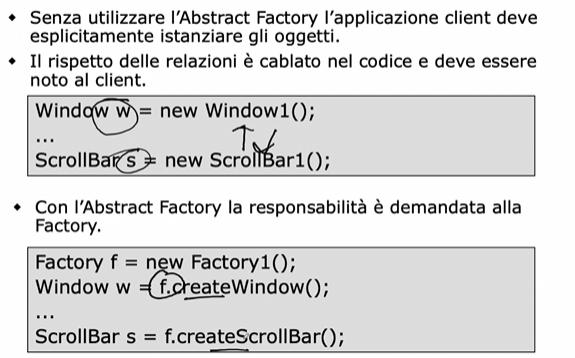 ◆ Senza utilizzare l'Abstract Factory l'applicazione client deve
esplicitamente istanziare gli oggetti.
◆ Il rispetto delle relazioni è cablato nel codice e deve essere
noto al client.
Window w = new Window1();
...
ScrollBar s = new ScrollBar1();
◆ Con l'Abstract Factory la responsabilità è demandata alla
Factory.
Factory f = new Factory1();
Window w = f.createWindow();
...
ScrollBar s = f.createScrollBar();